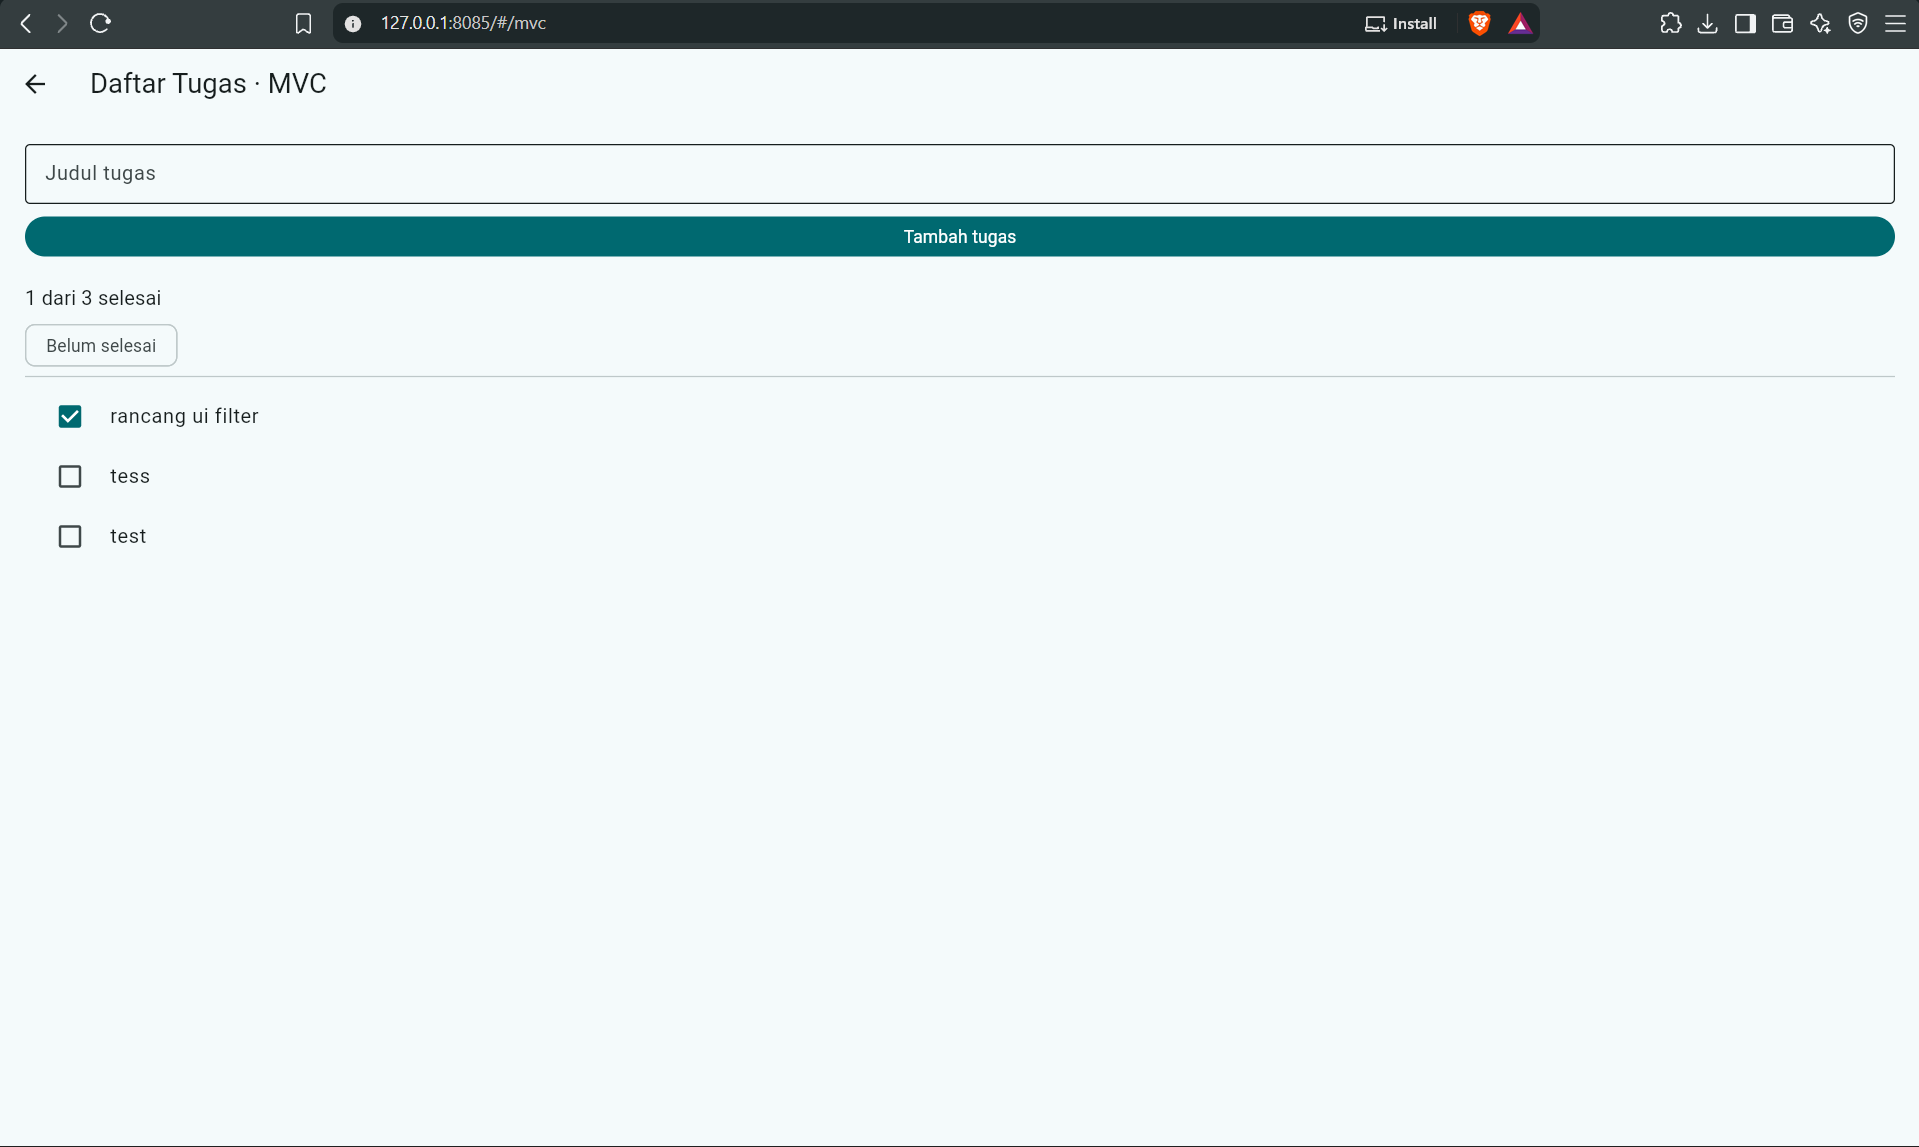 127.0.0.1:8085/#/mvc
Install
Daftar Tugas · MVC
Judul tugas
Tambah tugas
1 dari 3 selesai
Belum selesai
rancang ui filter
tess
test